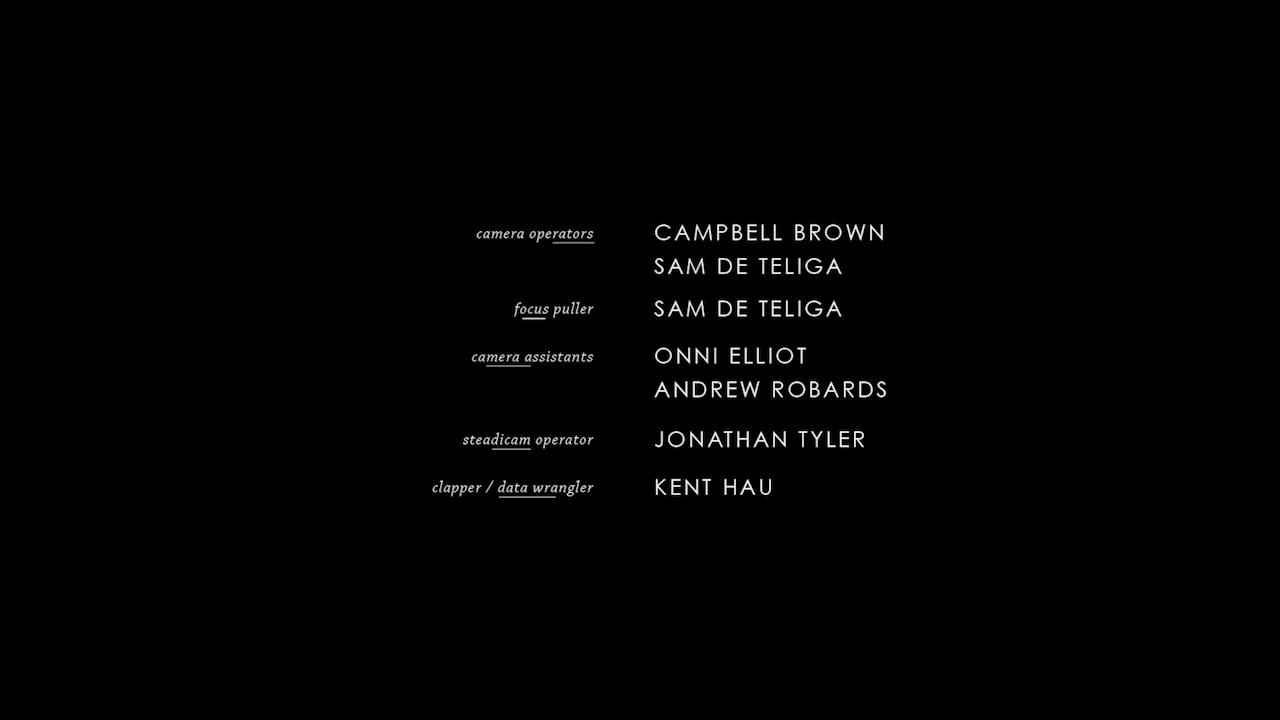 camera operators CAMPBELL BROWN
SAM DE TELIGA
focus puller SAM DE TELIGA
camera assistants ONNI ELLIOT
ANDREW ROBARDS
steadicam operator JONATHAN TYLER
clapper / data wrangler KENT HAU